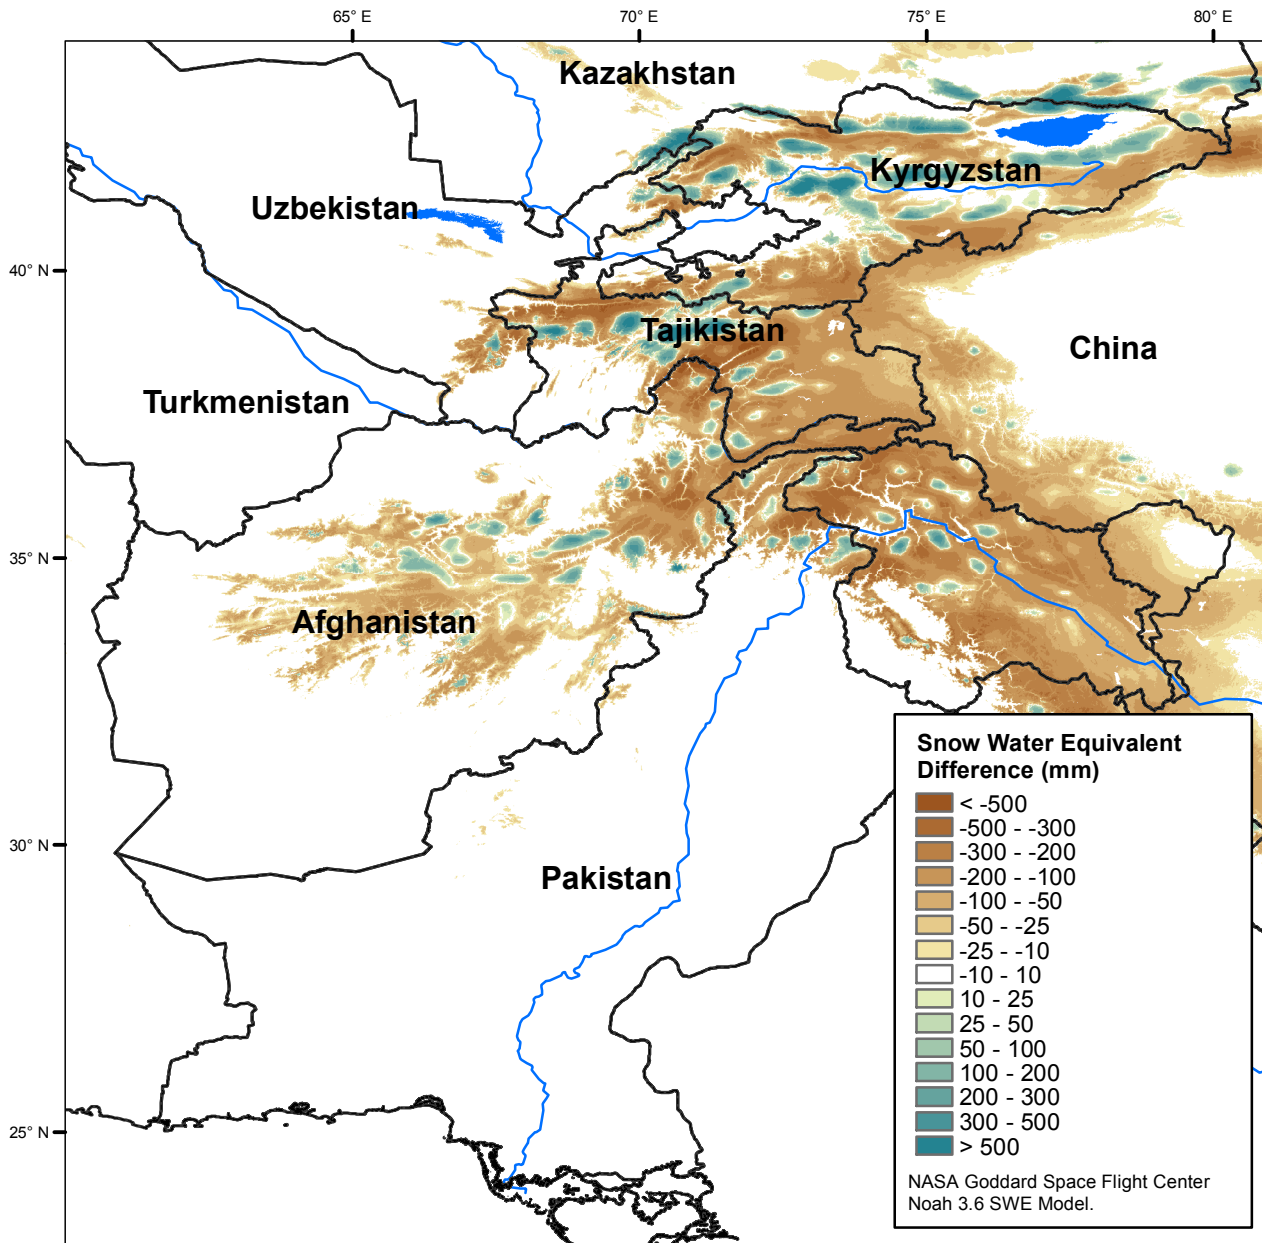 65° E
70° E
75° E
80° E
Kazakhstan
Kyrgyzstan
Uzbekistan
40° N
Tajikistan
China
Turkmenistan
35° N
Afghanistan
30° N
Pakistan
25° N
Snow Water Equivalent
Difference (mm)
< -500
-500 - -300
-300 - -200
-200 - -100
-100 - -50
-50 - -25
-25 - -10
-10 - 10
10 - 25
25 - 50
50 - 100
100 - 200
200 - 300
300 - 500
> 500
NASA Goddard Space Flight Center
Noah 3.6 SWE Model.